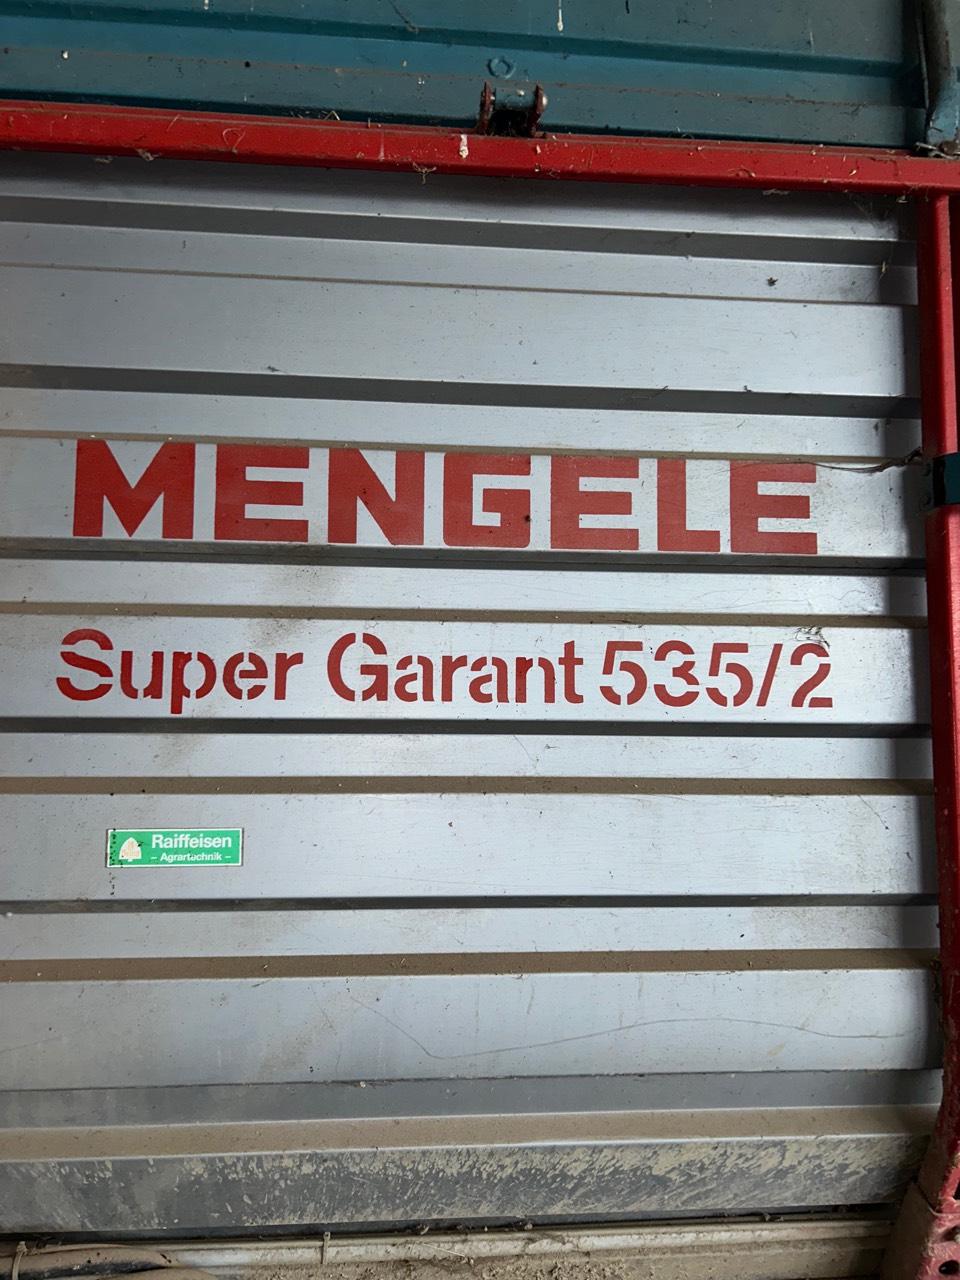 MENGELE
Super Garant 535/2
Raiffeisen
– Agrartechnik –